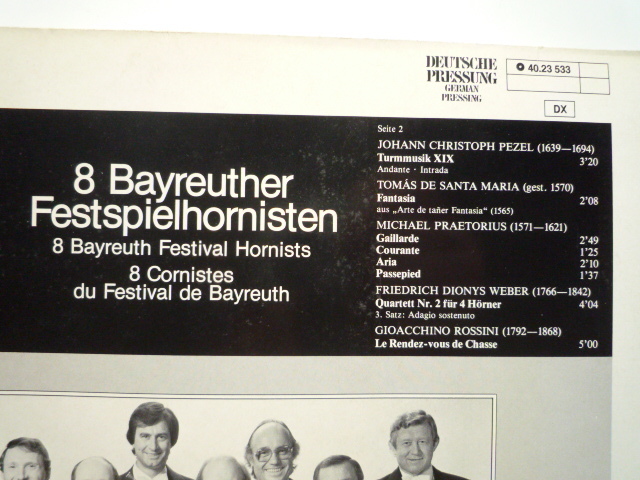 DEUTSCHE
PRESSUNG
GERMAN
PRESSING
40.23 533
DX
8 Bayreuther
Festspielhornisten
8 Bayreuth Festival Hornists
8 Cornistes
du Festival de Bayreuth
Seite 2
JOHANN CHRISTOPH PEZEL (1639—1694)
Turmmusik XIX 3'20
Andante · Intrada
TOMÁS DE SANTA MARIA (gest. 1570)
Fantasia 2'08
aus „Arte de tañer Fantasia“ (1565)
MICHAEL PRAETORIUS (1571—1621)
Gaillarde 2'49
Courante 1'25
Aria 2'10
Passepied 1'37
FRIEDRICH DIONYS WEBER (1766—1842)
Quartett Nr. 2 für 4 Hörner 4'04
3. Satz: Adagio sostenuto
GIOACCHINO ROSSINI (1792—1868)
Le Rendez-vous de Chasse 5'00